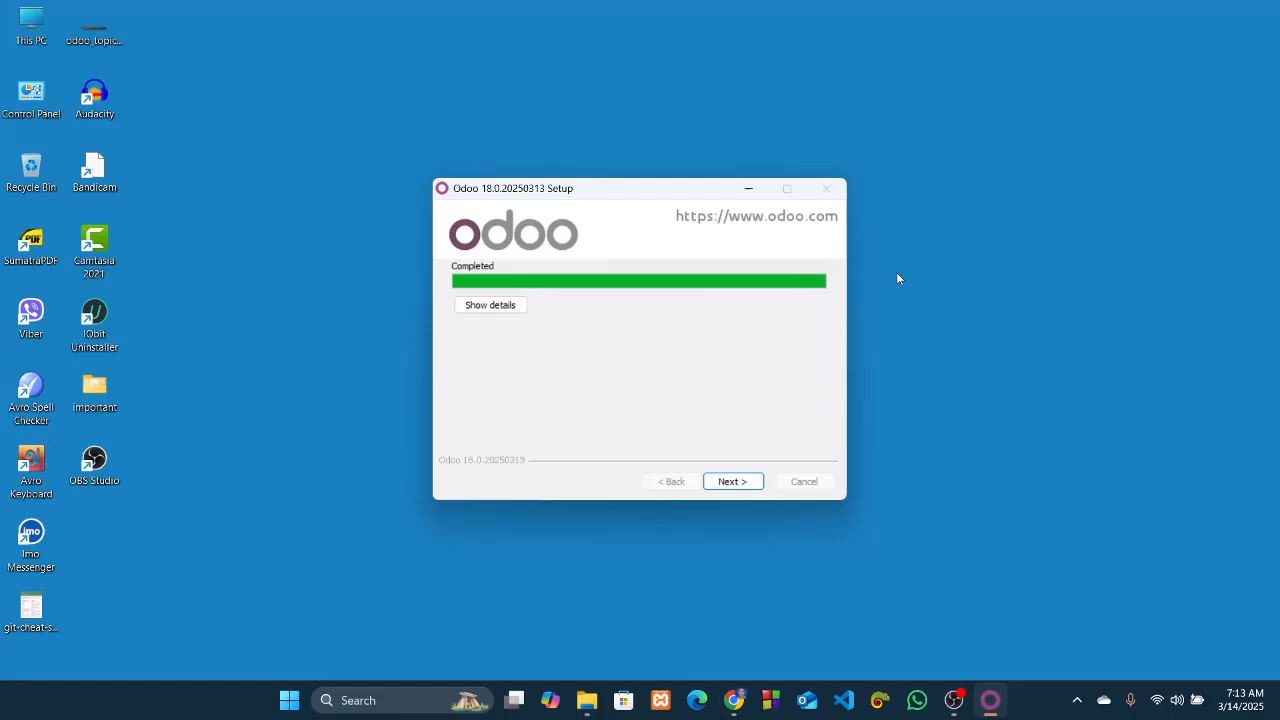 This PC
odoo_topic...
Control Panel
Audacity
Recycle Bin
Bandicam
SumatraPDF
Camtasia
2021
Viber
IObit
Uninstaller
Avro Spell
Checker
important
Avro
Keyboard
OBS Studio
imo
Imo
Messenger
git-cheat-s...
Odoo 18.0.20250313 Setup
odoo
https://www.odoo.com
Completed
Show details
Odoo 18.0.20250313
< Back
Next >
Cancel
Search
7:13 AM
3/14/2025